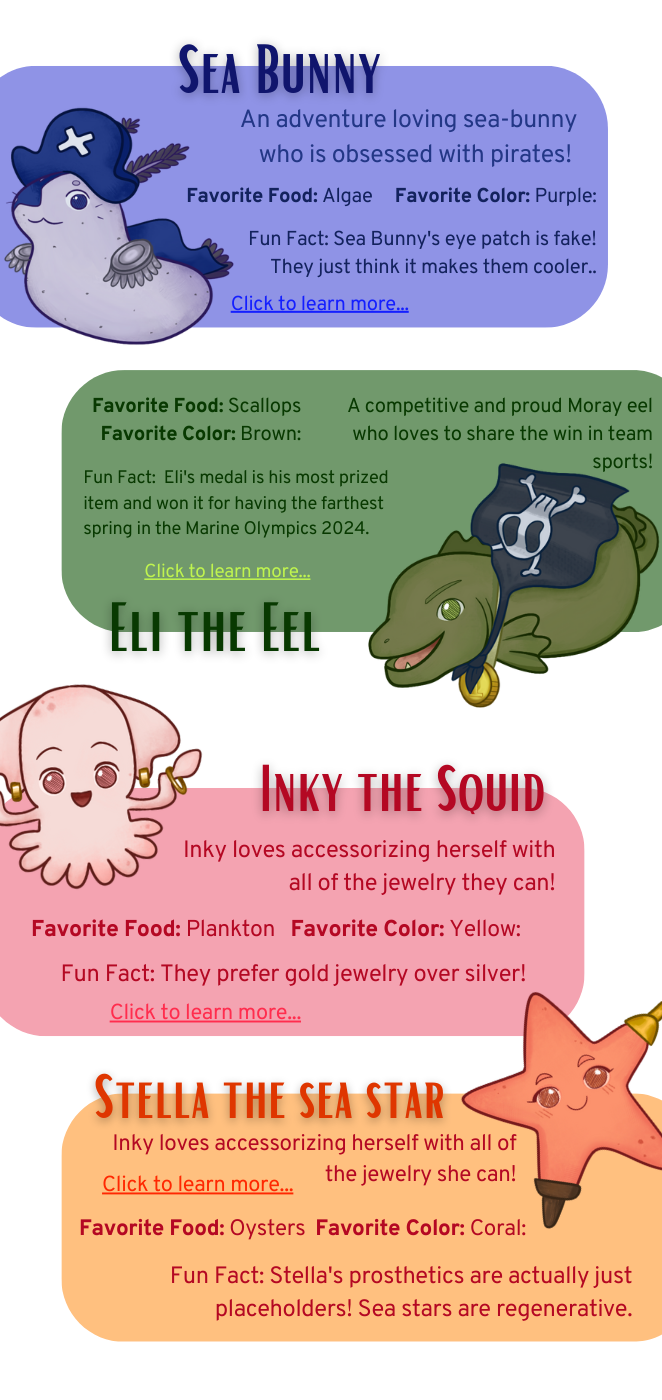 Sea Bunny
An adventure loving sea-bunny
who is obsessed with pirates!
Favorite Food: Algae Favorite Color: Purple:
Fun Fact: Sea Bunny's eye patch is fake!
They just think it makes them cooler..
Click to learn more...
Favorite Food: Scallops
Favorite Color: Brown:
A competitive and proud Moray eel
who loves to share the win in team
sports!
Fun Fact: Eli's medal is his most prized
item and won it for having the farthest
spring in the Marine Olympics 2024.
Click to learn more...
Eli the Eel
Inky the Squid
Inky loves accessorizing herself with
all of the jewelry they can!
Favorite Food: Plankton Favorite Color: Yellow:
Fun Fact: They prefer gold jewelry over silver!
Click to learn more...
Stella the sea star
Inky loves accessorizing herself with all of
the jewelry she can!
Click to learn more...
Favorite Food: Oysters Favorite Color: Coral:
Fun Fact: Stella's prosthetics are actually just
placeholders! Sea stars are regenerative.